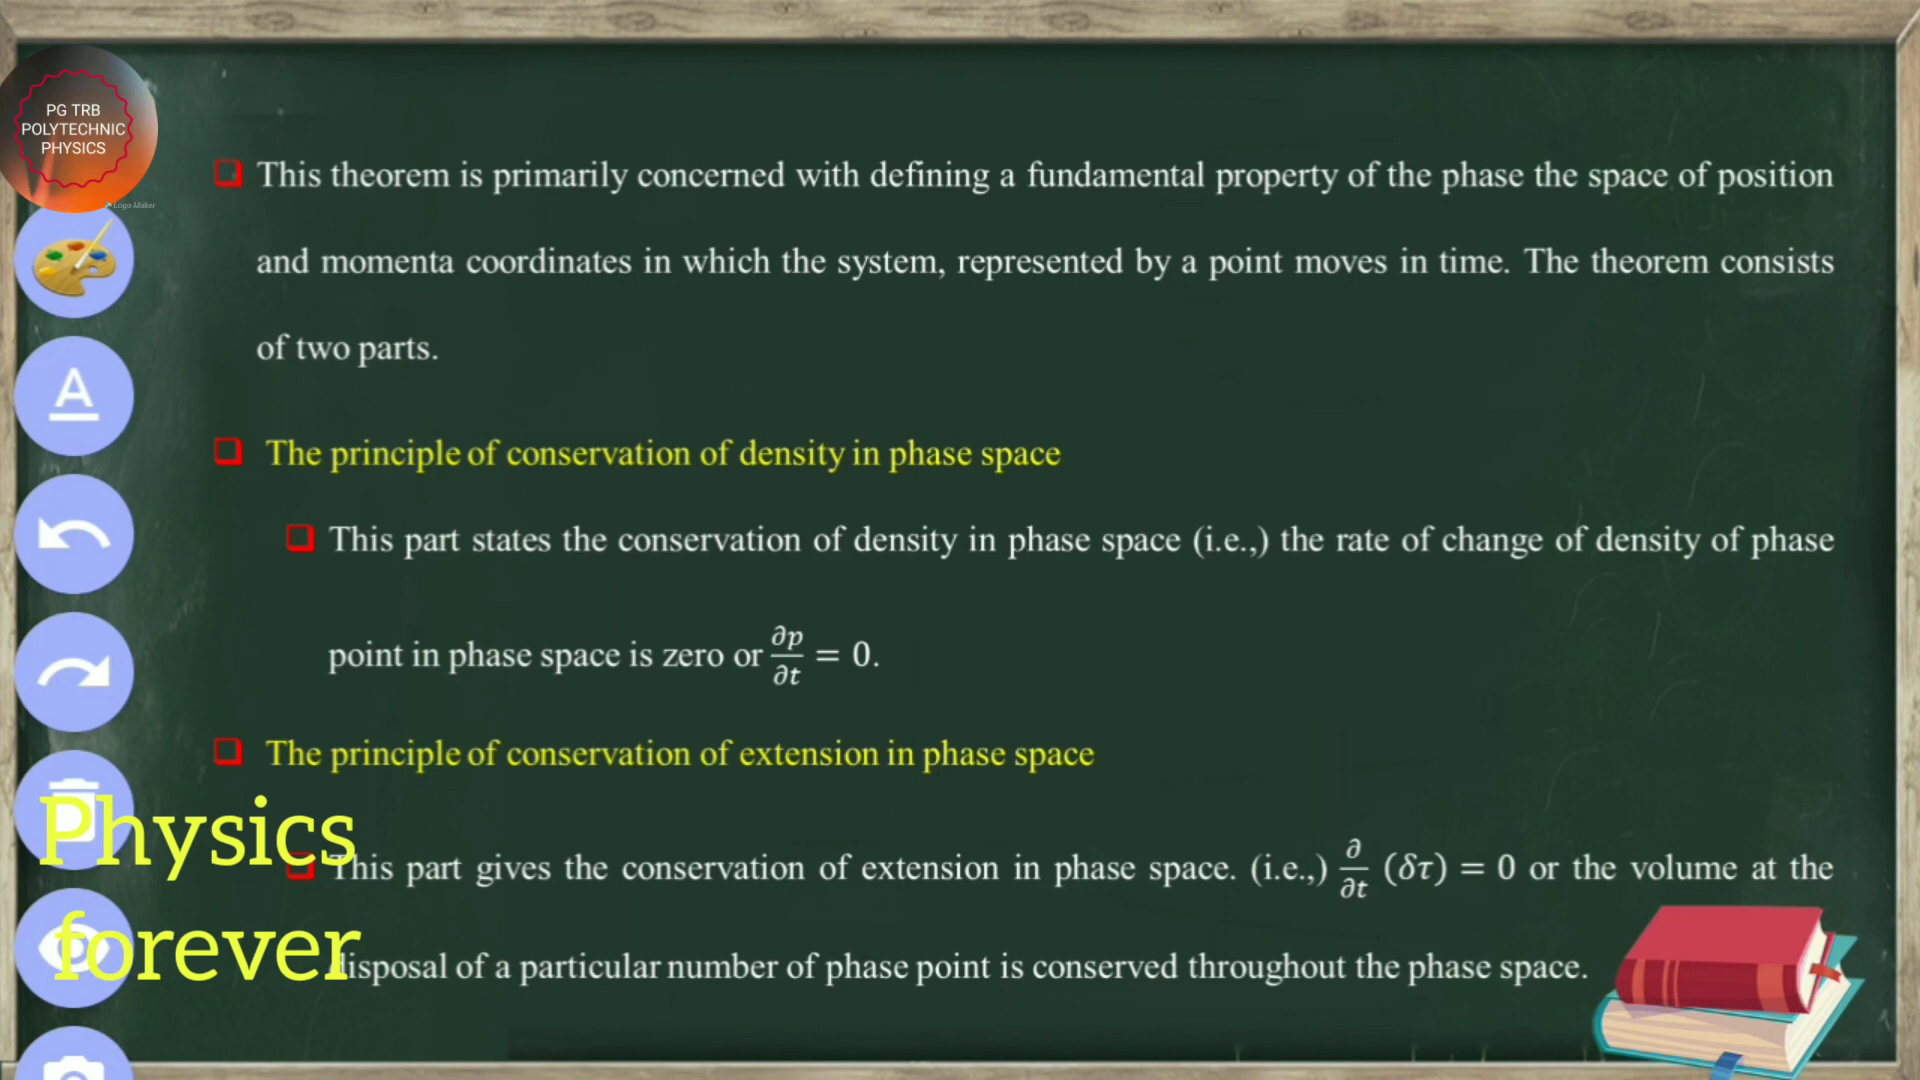 PG TRB
POLYTECHNIC
PHYSICS
Logo Maker
This theorem is primarily concerned with defining a fundamental property of the phase the space of position
and momenta coordinates in which the system, represented by a point moves in time. The theorem consists
of two parts.
The principle of conservation of density in phase space
This part states the conservation of density in phase space (i.e.,) the rate of change of density of phase
point in phase space is zero or ∂p/∂t = 0.
The principle of conservation of extension in phase space
This part gives the conservation of extension in phase space. (i.e.,) ∂/∂t (δτ) = 0 or the volume at the
disposal of a particular number of phase point is conserved throughout the phase space.
Physics
forever
A